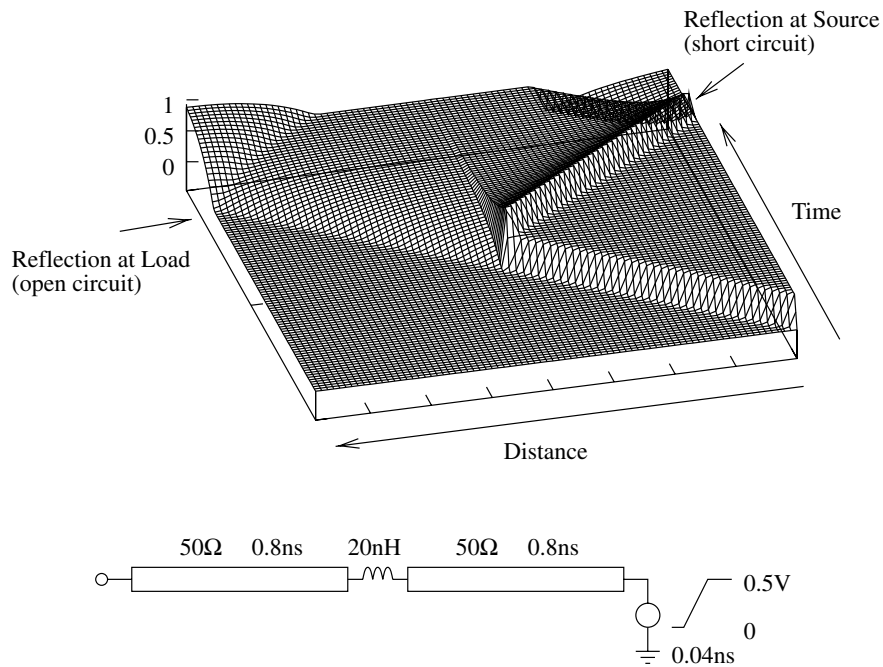 Reflection at Source
(short circuit)
1
0.5
0
Time
Reflection at Load
(open circuit)
Distance
50Ω 0.8ns 20nH 50Ω 0.8ns
0.5V
0
0.04ns